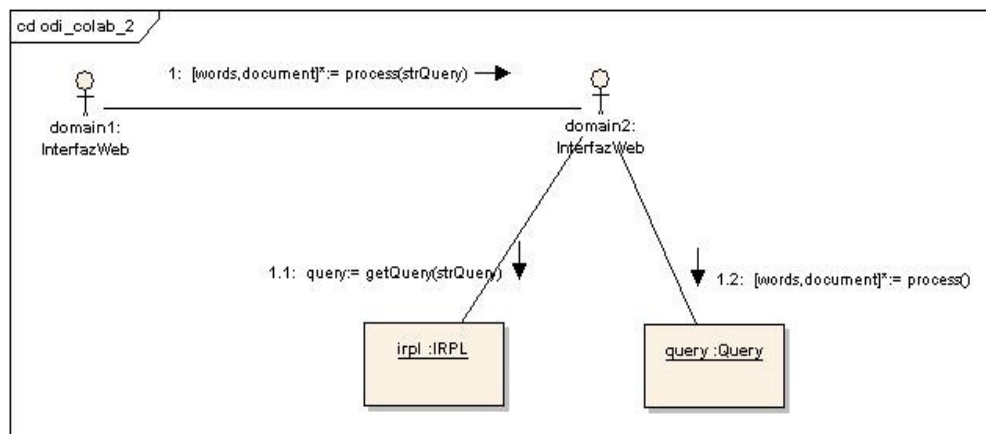 cd odi_colab_2
1: [words,document]*:= process(strQuery)
domain1:
InterfazWeb
domain2:
InterfazWeb
1.1: query:= getQuery(strQuery)
1.2: [words,document]*:= process()
irpl :IRPL
query :Query